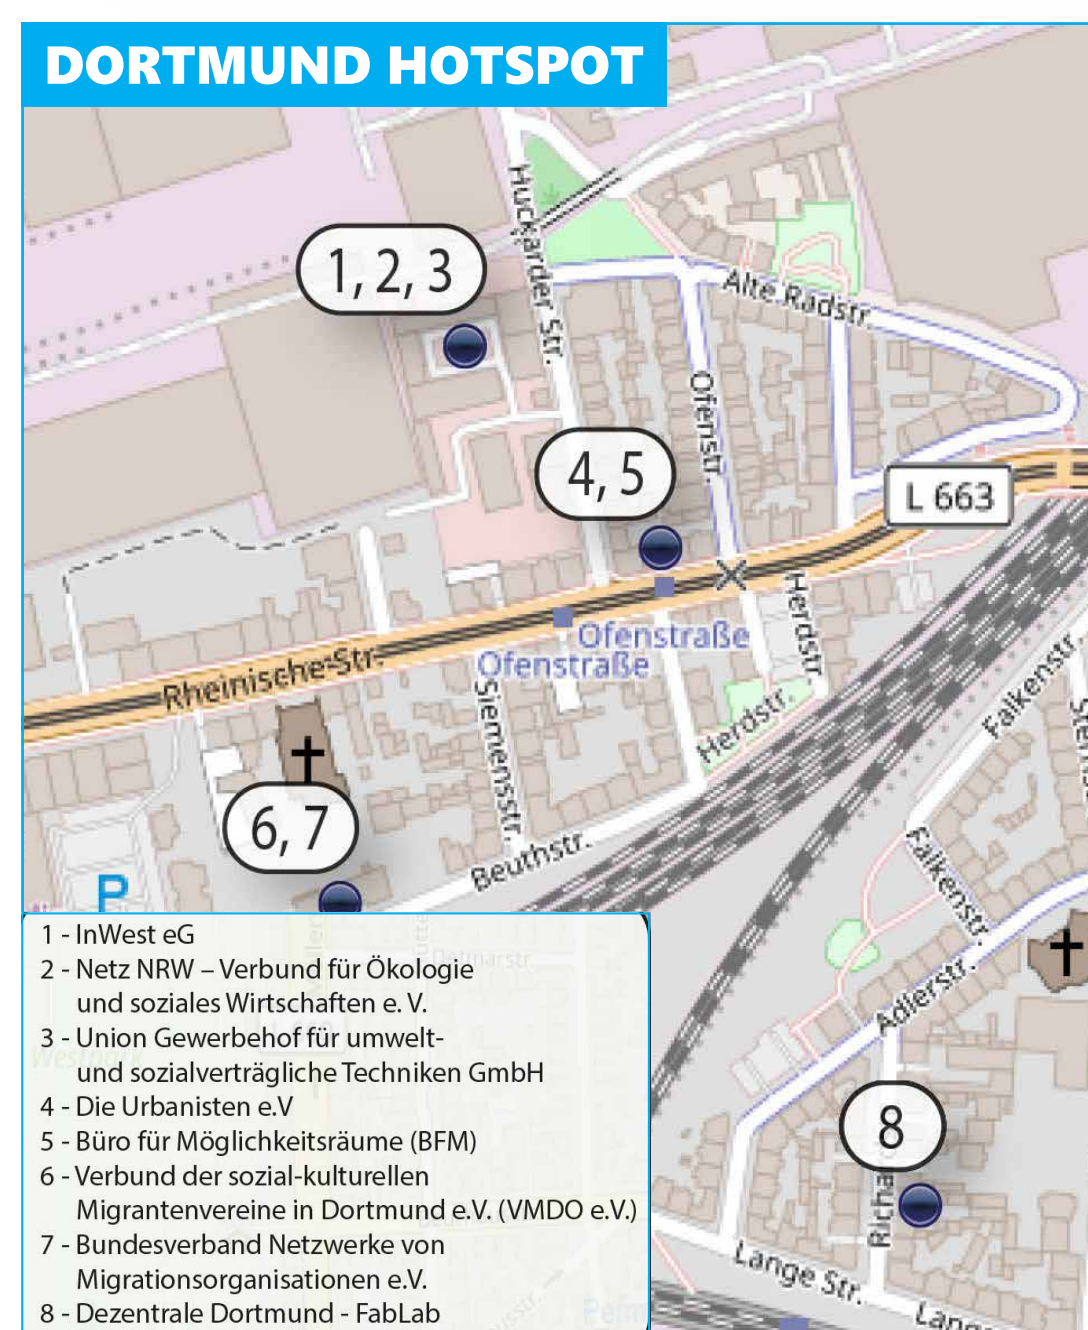 DORTMUND HOTSPOT
Huckarder Str.
1, 2, 3
Alte Radstr.
Ofenstr.
4, 5
L 663
Herdstr.
Ofenstraße
Ofenstraße
Rheinische Str.
Siemensstr.
Herdstr.
Falkenstr.
6, 7
Beuthstr.
Falkenstr.
P
Adlerstr.
8
Lange Str.
1 - InWest eG
2 - Netz NRW – Verbund für Ökologie
und soziales Wirtschaften e. V.
3 - Union Gewerbehof für umwelt-
und sozialverträgliche Techniken GmbH
4 - Die Urbanisten e.V
5 - Büro für Möglichkeitsräume (BFM)
6 - Verbund der sozial-kulturellen
Migrantenvereine in Dortmund e.V. (VMDO e.V.)
7 - Bundesverband Netzwerke von
Migrationsorganisationen e.V.
8 - Dezentrale Dortmund - FabLab